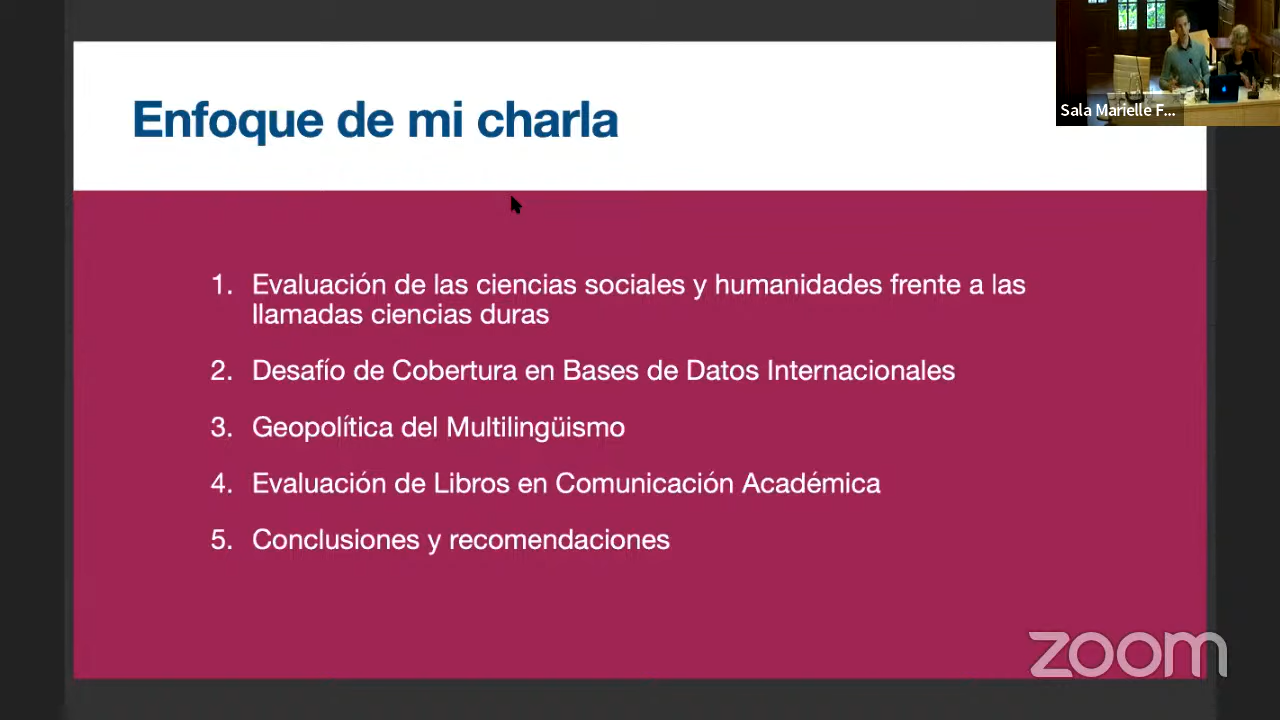 Enfoque de mi charla
Sala Marielle F...
1. Evaluación de las ciencias sociales y humanidades frente a las
llamadas ciencias duras
2. Desafío de Cobertura en Bases de Datos Internacionales
3. Geopolítica del Multilingüismo
4. Evaluación de Libros en Comunicación Académica
5. Conclusiones y recomendaciones
zoom